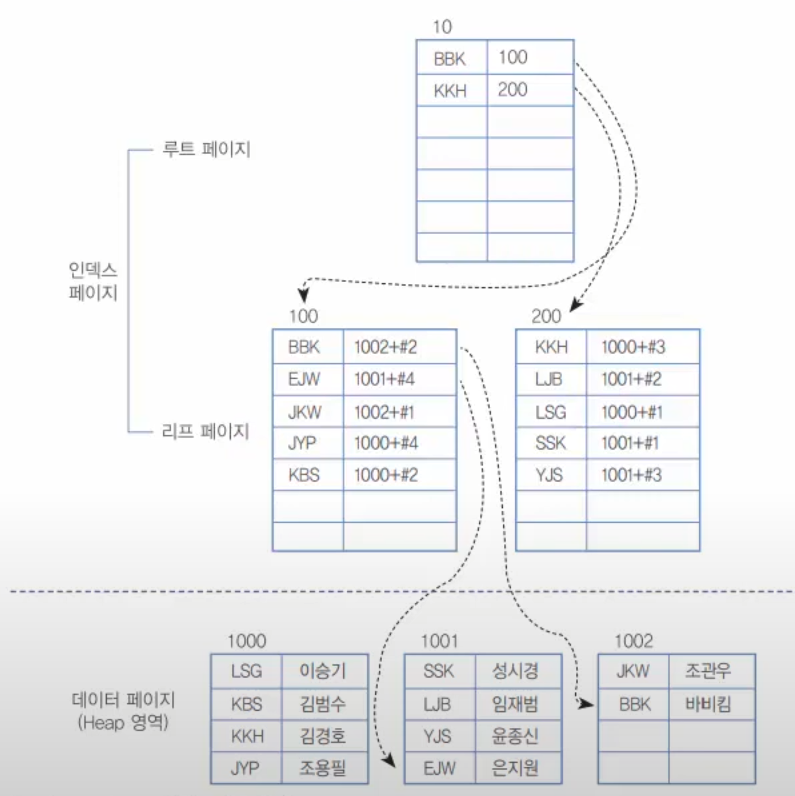 10
BBK 100
KKH 200
루트 페이지
인덱스
페이지
리프 페이지
100
BBK 1002+#2
EJW 1001+#4
JKW 1002+#1
JYP 1000+#4
KBS 1000+#2
200
KKH 1000+#3
LJB 1001+#2
LSG 1000+#1
SSK 1001+#1
YJS 1001+#3
데이터 페이지
(Heap 영역)
1000
LSG 이승기
KBS 김범수
KKH 김경호
JYP 조용필
1001
SSK 성시경
LJB 임재범
YJS 윤종신
EJW 은지원
1002
JKW 조관우
BBK 바비킴